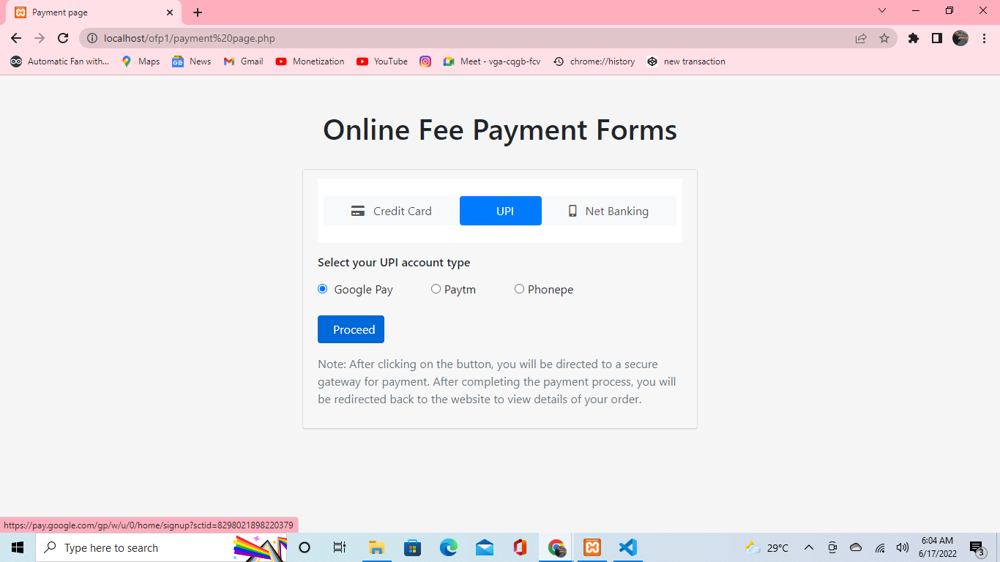 Payment page
localhost/ofp1/payment%20page.php
Automatic Fan with... Maps News Gmail Monetization YouTube Meet - vga-cqgb-fcv chrome://history new transaction
Online Fee Payment Forms
Credit Card UPI Net Banking
Select your UPI account type
Google Pay Paytm Phonepe
Proceed
Note: After clicking on the button, you will be directed to a secure
gateway for payment. After completing the payment process, you will
be redirected back to the website to view details of your order.
https://pay.google.com/gp/w/u/0/home/signup?sctid=8298021898220379
Type here to search
29°C
6:04 AM
6/17/2022
3